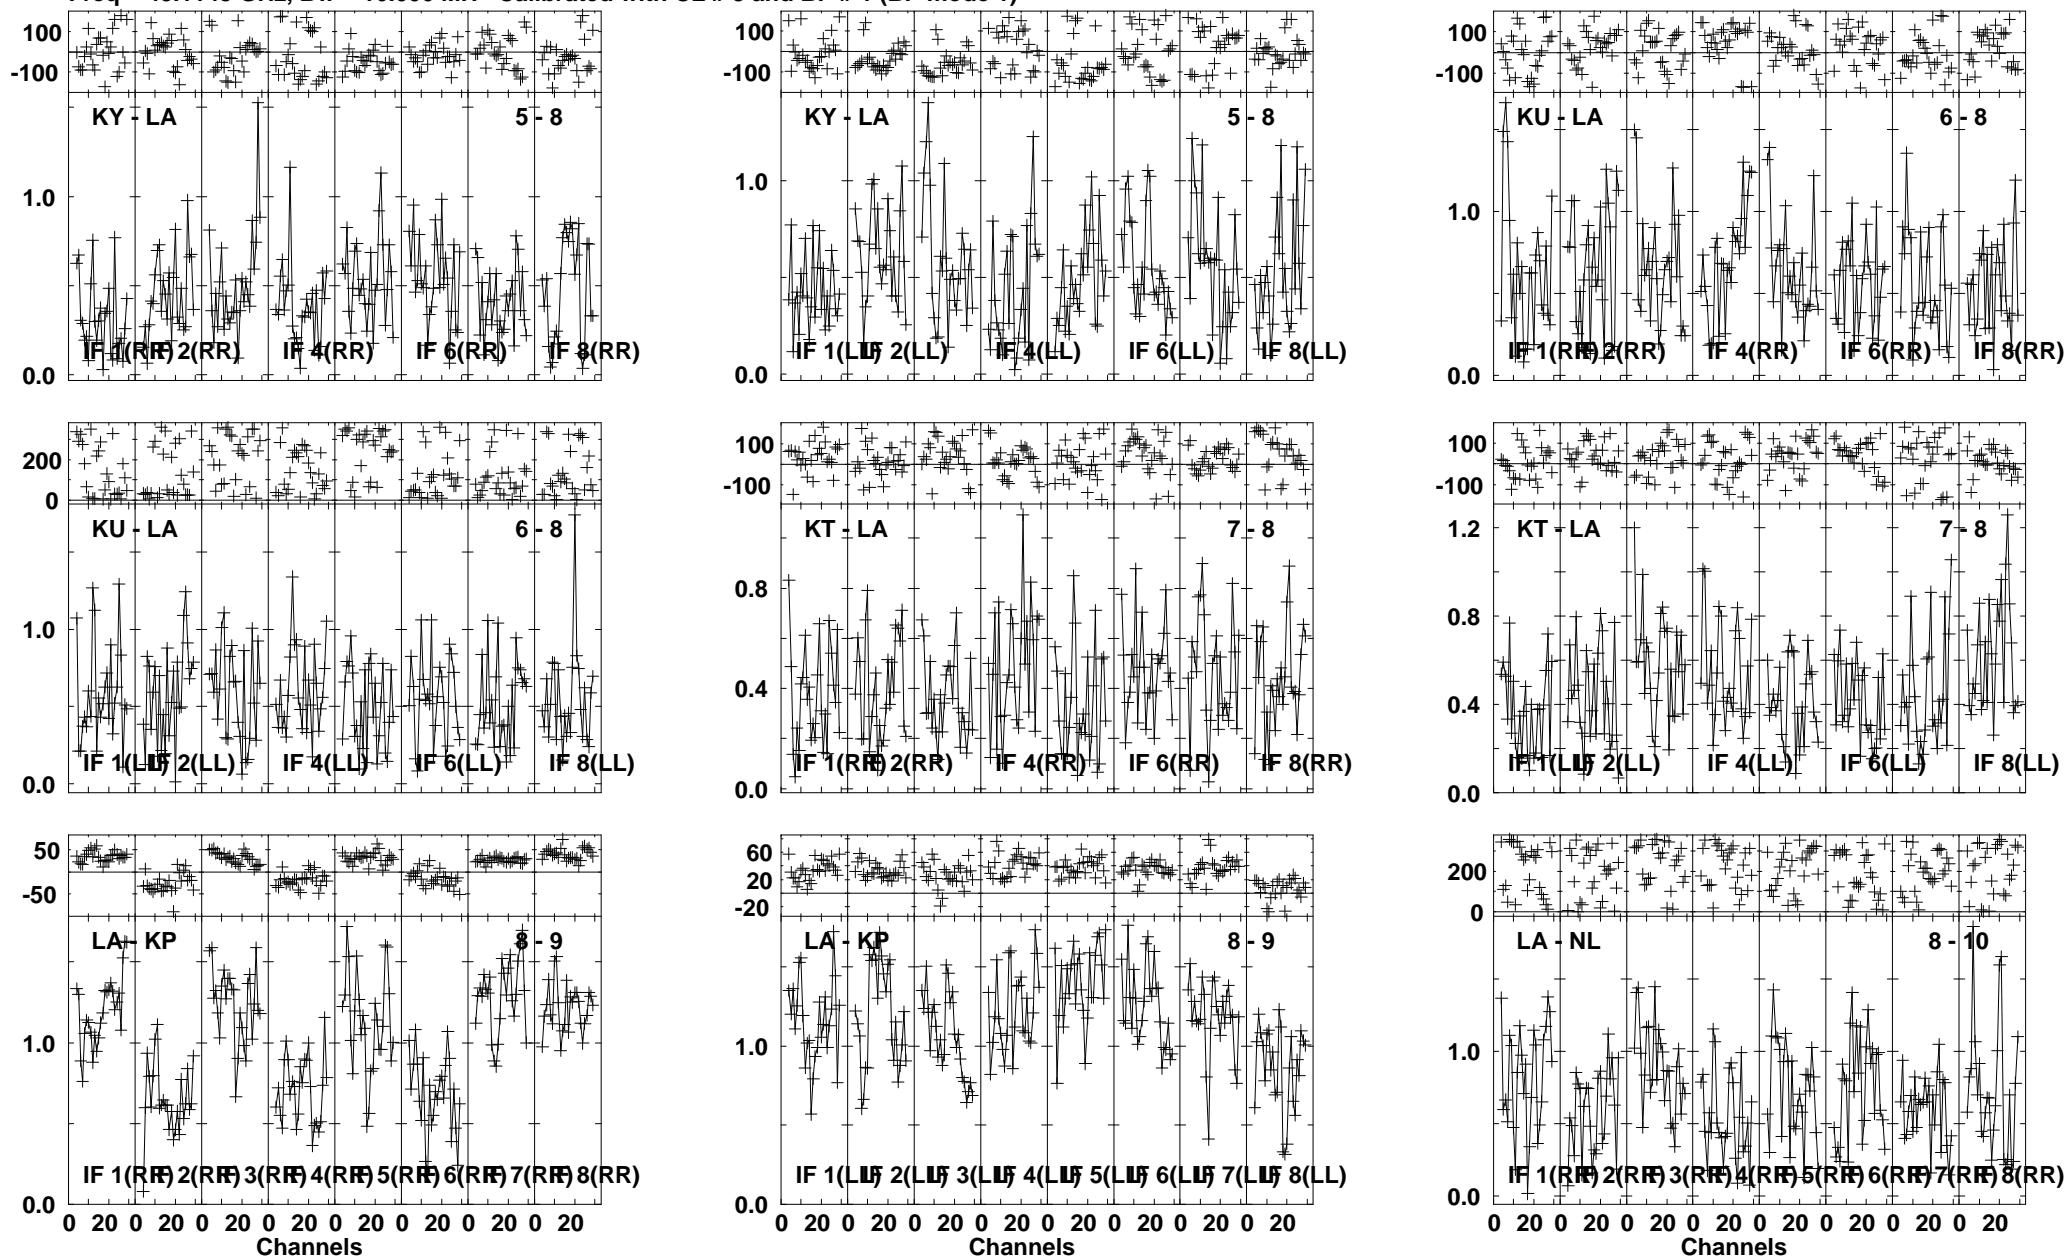 100
-100
KY - LA 5 - 8
1.0
IF 1(RR) IF 2(RR) IF 4(RR) IF 6(RR) IF 8(RR)
0.0
100
-100
KY - LA 5 - 8
1.0
IF 1(LL) IF 2(LL) IF 4(LL) IF 6(LL) IF 8(LL)
0.0
100
-100
KU - LA 6 - 8
1.0
IF 1(RR) IF 2(RR) IF 4(RR) IF 6(RR) IF 8(RR)
0.0
200
0
KU - LA 6 - 8
1.0
IF 1(LL) IF 2(LL) IF 4(LL) IF 6(LL) IF 8(LL)
0.0
100
-100
KT - LA 7 - 8
0.8
0.4
IF 1(RR) IF 2(RR) IF 4(RR) IF 6(RR) IF 8(RR)
0.0
100
-100
KT - LA 7 - 8
1.2
0.8
0.4
IF 1(LL) IF 2(LL) IF 4(LL) IF 6(LL) IF 8(LL)
0.0
50
-50
LA - KP 8 - 9
1.0
IF 1(RR) IF 2(RR) IF 3(RR) IF 4(RR) IF 5(RR) IF 6(RR) IF 7(RR) IF 8(RR)
0.0
0 20 0 20 0 20 0 20 0 20 0 20 0 20 0 20
Channels
60
20
-20
LA - KP 8 - 9
1.0
IF 1(LL) IF 2(LL) IF 3(LL) IF 4(LL) IF 5(LL) IF 6(LL) IF 7(LL) IF 8(LL)
0.0
0 20 0 20 0 20 0 20 0 20 0 20 0 20 0 20
Channels
200
0
LA - NL 8 - 10
1.0
IF 1(RR) IF 2(RR) IF 3(RR) IF 4(RR) IF 5(RR) IF 6(RR) IF 7(RR) IF 8(RR)
0.0
0 20 0 20 0 20 0 20 0 20 0 20 0 20 0 20
Channels